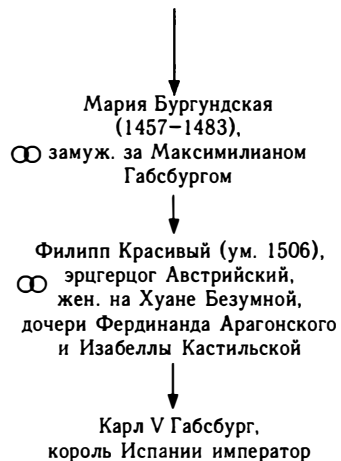 Мария Бургундская
(1457–1483),
замуж. за Максимилианом
Габсбургом
Филипп Красивый (ум. 1506),
эрцгерцог Австрийский,
жен. на Хуане Безумной,
дочери Фердинанда Арагонского
и Изабеллы Кастильской
Карл V Габсбург,
король Испании император